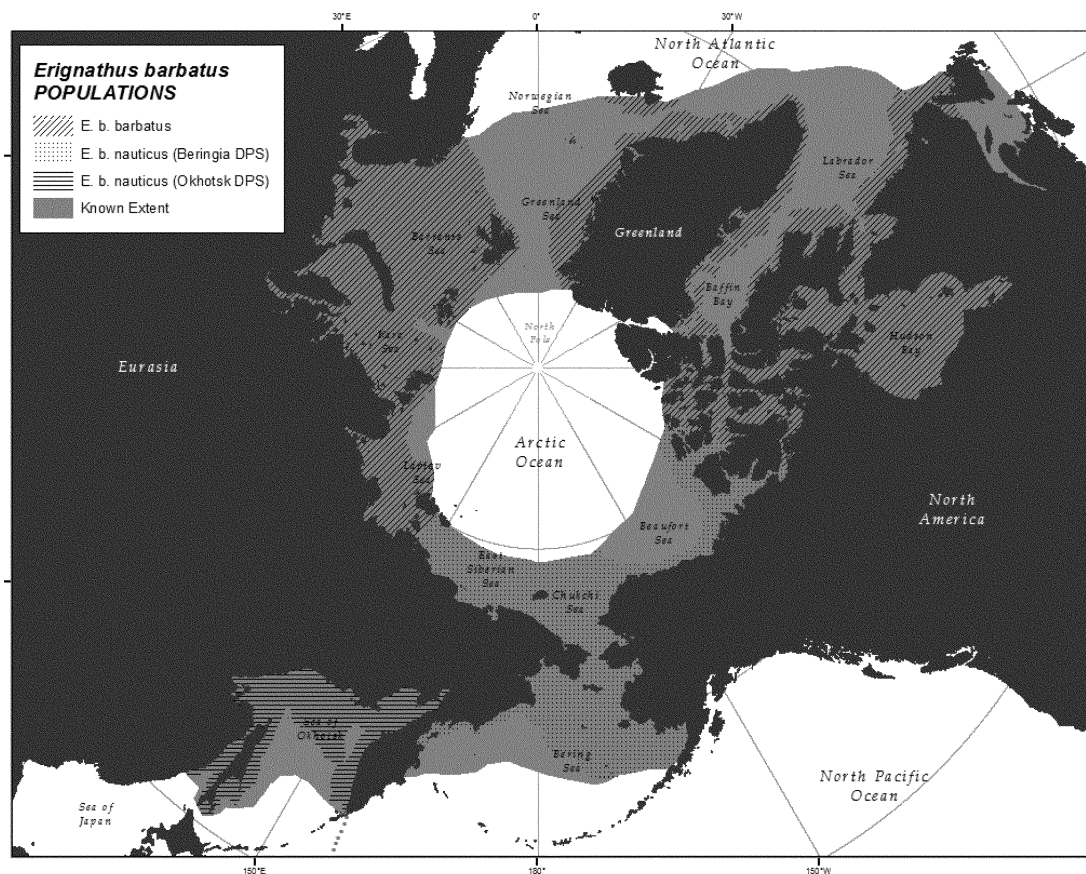 30°E
0°
30°W
Erignathus barbatus
POPULATIONS
E. b. barbatus
E. b. nauticus (Beringia DPS)
E. b. nauticus (Okhotsk DPS)
Known Extent
North Atlantic
Ocean
Norwegian
Sea
Labrador
Sea
Greenland
Sea
Greenland
Barrents
Sea
Baffin
Bay
North
Pole
Kara
Sea
Hudson
Bay
Eurasia
Arctic
Ocean
Laptev
Sea
North
America
Beaufort
Sea
East
Siberian
Sea
Chukchi
Sea
Sea of
Okhotsk
Bering
Sea
North Pacific
Ocean
Sea of
Japan
150°E
180°
150°W